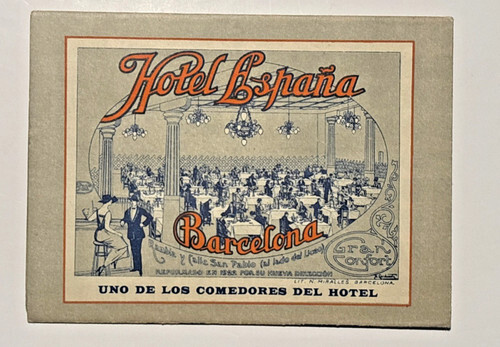 Hotel España
Barcelona
Rambla y Calle San Pablo (al lado del Liceo)
REFORMADO EN 1932 POR SU NUEVA DIRECCIÓN
Gran
Confort
LIT. N. MIRALLES. BARCELONA.
UNO DE LOS COMEDORES DEL HOTEL